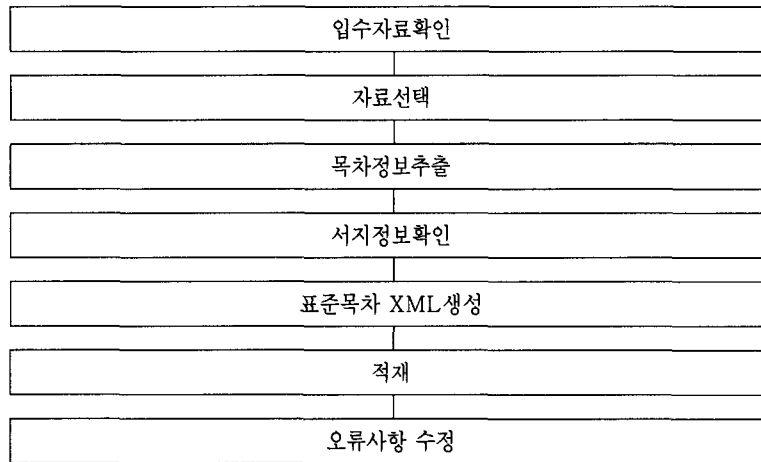 입수자료확인
자료선택
목차정보추출
서지정보확인
표준목차 XML생성
적재
오류사항 수정